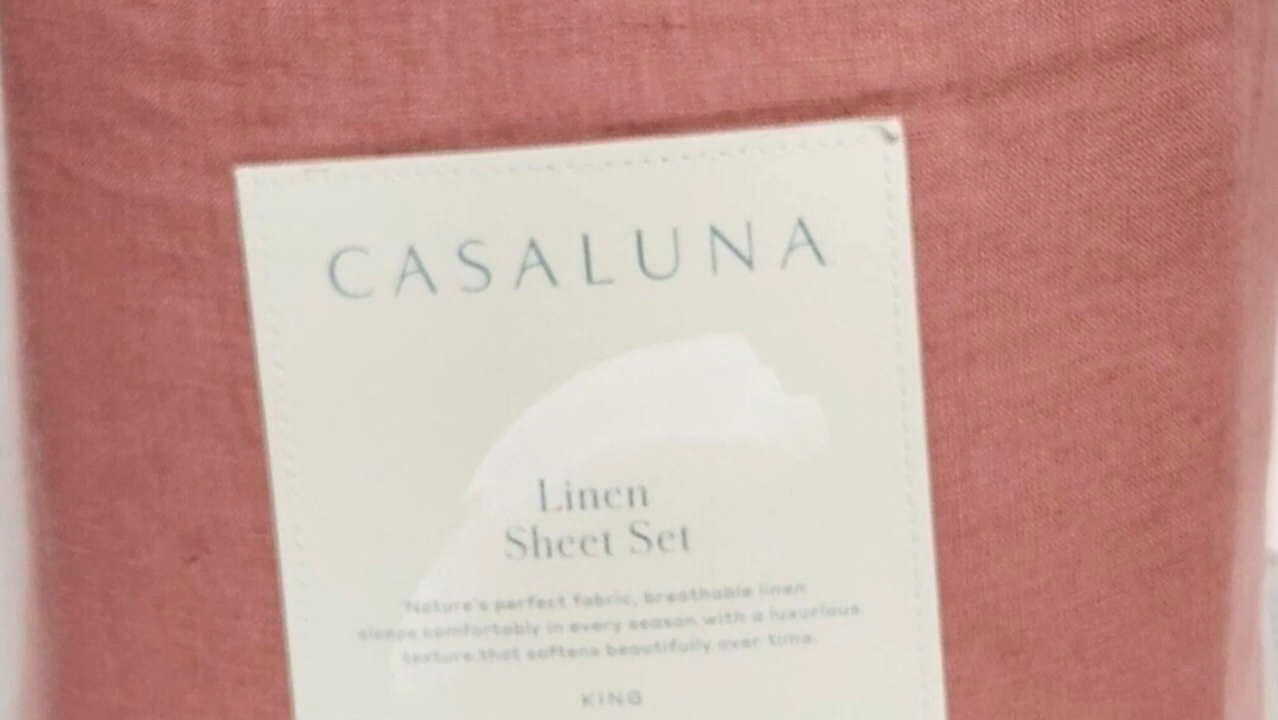 CASALUNA
Linen
Sheet Set
Nature's perfect fabric, breathable linen
sleeps comfortably in every season with a luxurious
texture that softens beautifully over time.
KING